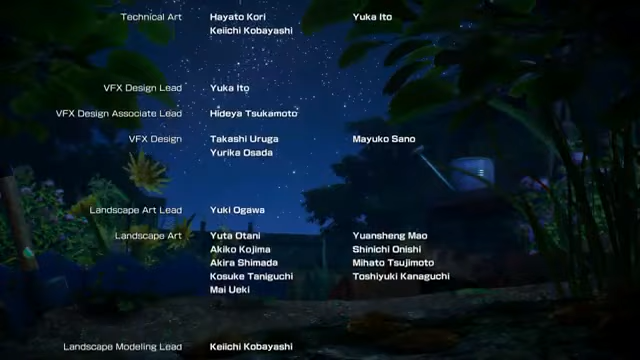 Technical Art Hayato Kori Yuka Ito
Keiichi Kobayashi
VFX Design Lead Yuka Ito
VFX Design Associate Lead Hideya Tsukamoto
VFX Design Takashi Uruga Mayuko Sano
Yurika Osada
Landscape Art Lead Yuki Ogawa
Landscape Art Yuta Otani Yuansheng Mao
Akiko Kojima Shinichi Onishi
Akira Shimada Mihato Tsujimoto
Kosuke Taniguchi Toshiyuki Kanaguchi
Mai Ueki
Landscape Modeling Lead Keiichi Kobayashi